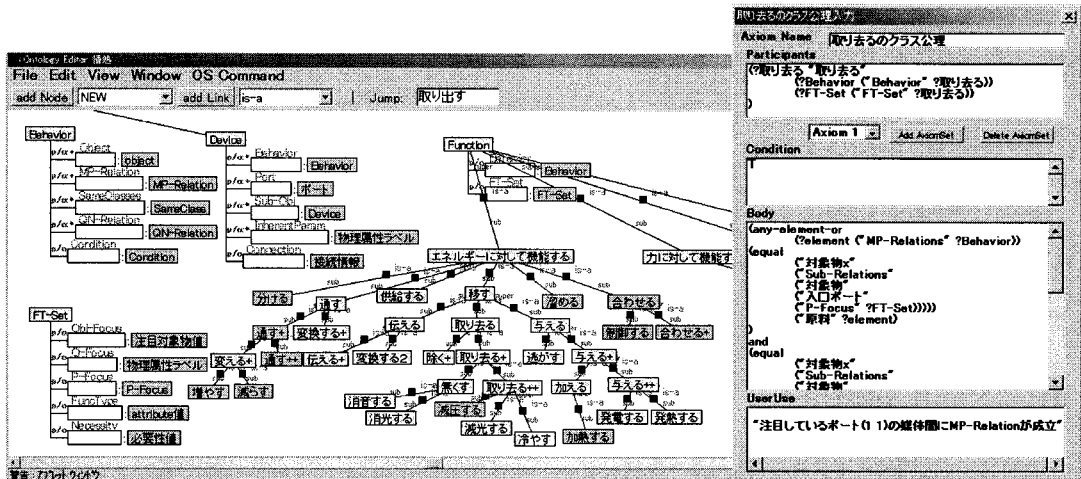 Ontology Editor 情処
File Edit View Window OS Command
add Node NEW add Link is-a Jump: 取り出す
Behavior
p/o* Object
object
p/o* MP-Relation
MP-Relation
p/o* SameClasses
SameClass
p/o* QN-Relation
QN-Relation
p/o Condition
Condition
Device
p/o* Behavior
Behavior
p/o* Port
ポート
p/o* Sub-Obj
Device
p/o* InherentParam
物理属性ラベル
Connection
接続情報
Function
Behavior
FT-Set
FT-Set
エネルギーに対して機能する
力に対して機能す
分ける
通す
供給する
移す
溜める
合わせる
通す+
変換する+
伝える
取り去る
与える
制御する
合わせる+
変える+
通す++
伝える+
変換する2
除く+
取り去る+
逃がす
与える+
増やす
減らす
無くす
取り去る++
加える
与える++
消音する
消光する
減圧する
減光する
冷やす
加熱する
発電する
発熱する
FT-Set
p/o Obj-Focus
注目対象物値
p/o O-Focus
物理属性ラベル
p/o P-Focus
P-Focus
p/o FuncType
attribute値
p/o Necessity
必要性値
取り去るのクラス公理入力
Axiom Name 取り去るのクラス公理
Participants
(?取り去る "取り去る"
(?Behavior ("Behavior" ?取り去る))
(?FT-Set ("FT-Set" ?取り去る))
)
Axiom 1 Add AxiomSet Delete AxiomSet
Condition
T
Body
(any-element-or
(?element ("MP-Relations" ?Behavior))
(equal
("対象物x"
("Sub-Relations"
("対象物"
("入口ポート"
("P-Focus" ?FT-Set)))))
("原料" ?element)
)
and
(equal
("対象物x"
("Sub-Relations"
("対象物"
UserUse
"注目しているポート(1 1)の媒体間にMP-Relationが成立"